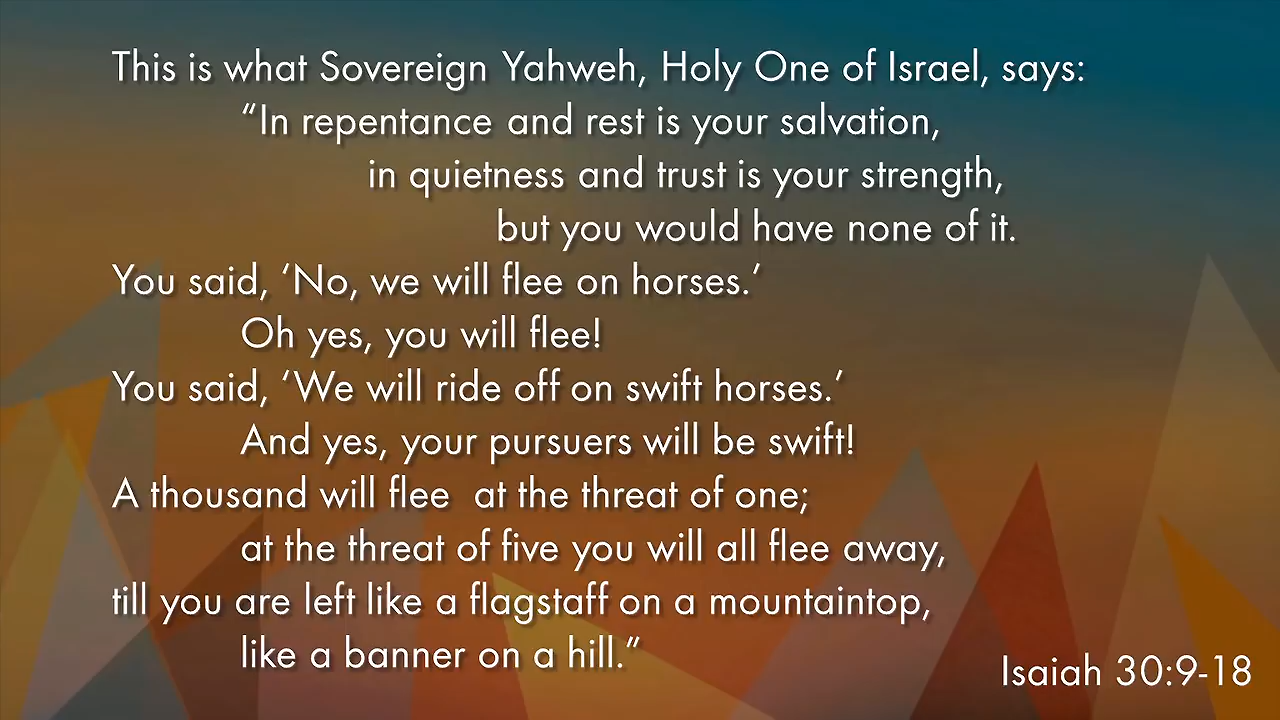 This is what Sovereign Yahweh, Holy One of Israel, says:
“In repentance and rest is your salvation,
in quietness and trust is your strength,
but you would have none of it.
You said, ‘No, we will flee on horses.’
Oh yes, you will flee!
You said, ‘We will ride off on swift horses.’
And yes, your pursuers will be swift!
A thousand will flee  at the threat of one;
at the threat of five you will all flee away,
till you are left like a flagstaff on a mountaintop,
like a banner on a hill.”
Isaiah 30:9-18